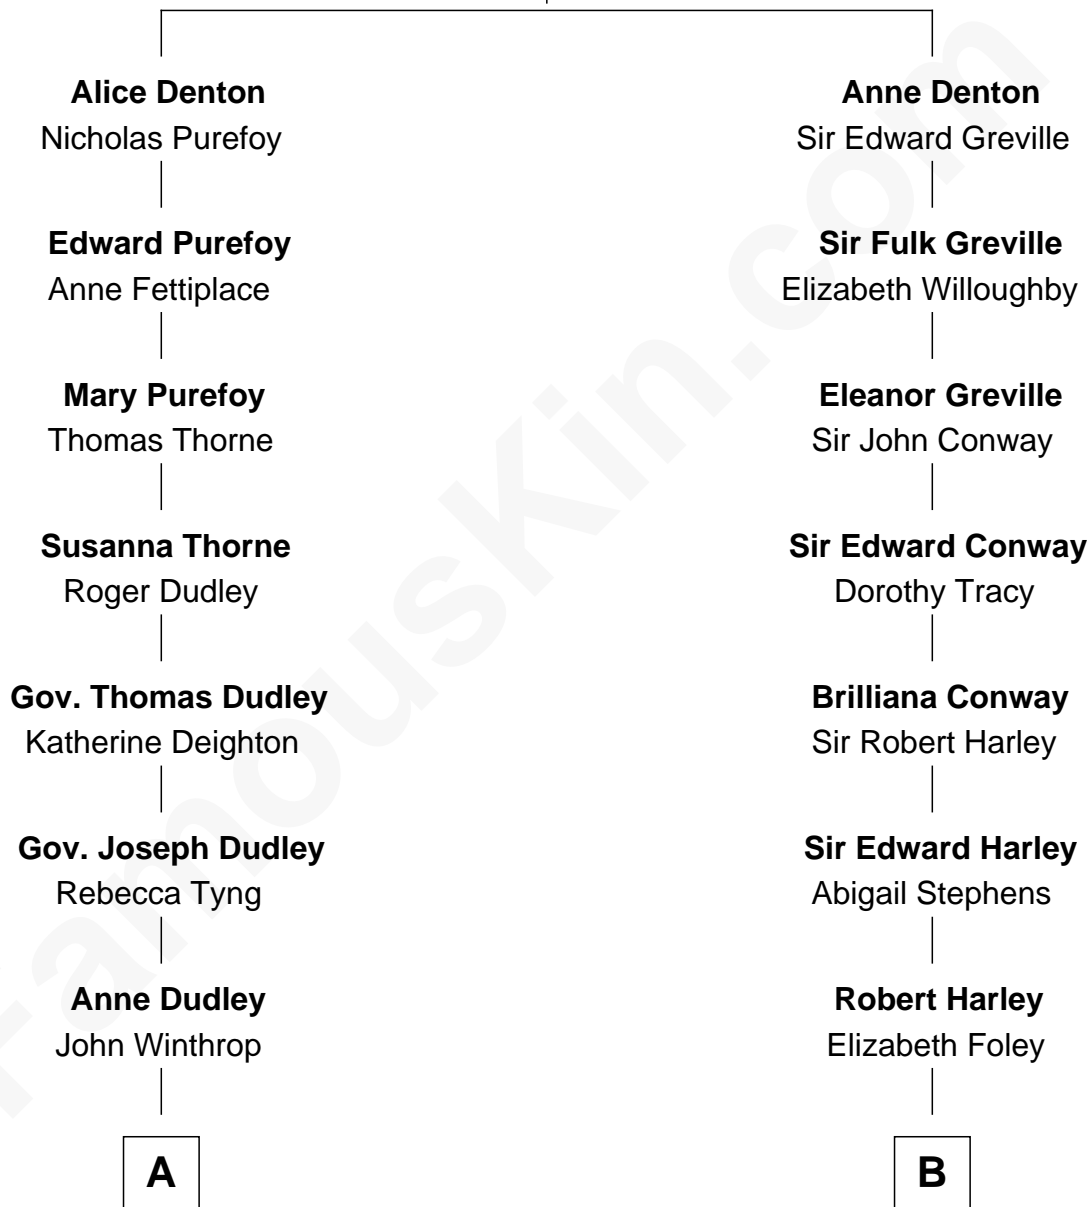 Alice Denton
Nicholas Purefoy
Edward Purefoy
Anne Fettiplace
Mary Purefoy
Thomas Thorne
Susanna Thorne
Roger Dudley
Gov. Thomas Dudley
Katherine Deighton
Gov. Joseph Dudley
Rebecca Tyng
Anne Dudley
John Winthrop
A
Anne Denton
Sir Edward Greville
Sir Fulk Greville
Elizabeth Willoughby
Eleanor Greville
Sir John Conway
Sir Edward Conway
Dorothy Tracy
Brilliana Conway
Sir Robert Harley
Sir Edward Harley
Abigail Stephens
Robert Harley
Elizabeth Foley
B
FamousKin.com